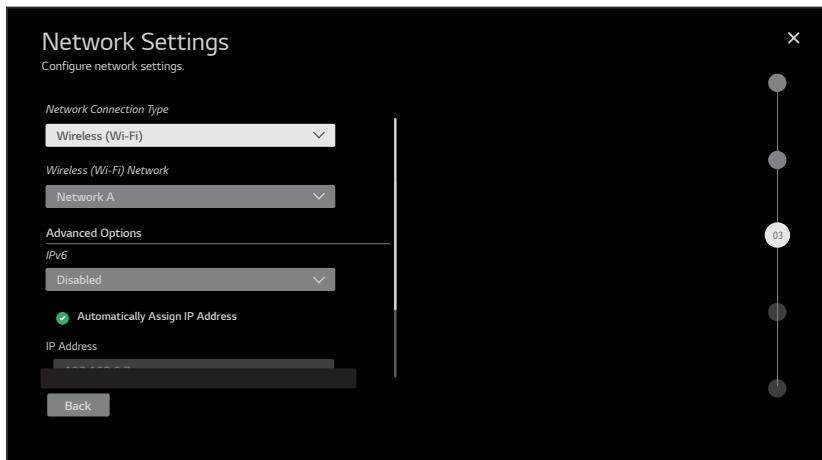 Network Settings
Configure network settings.
Network Connection Type
Wireless (Wi-Fi)
Wireless (Wi-Fi) Network
Network A
03
Advanced Options
IPv6
Disabled
Automatically Assign IP Address
IP Address
Back